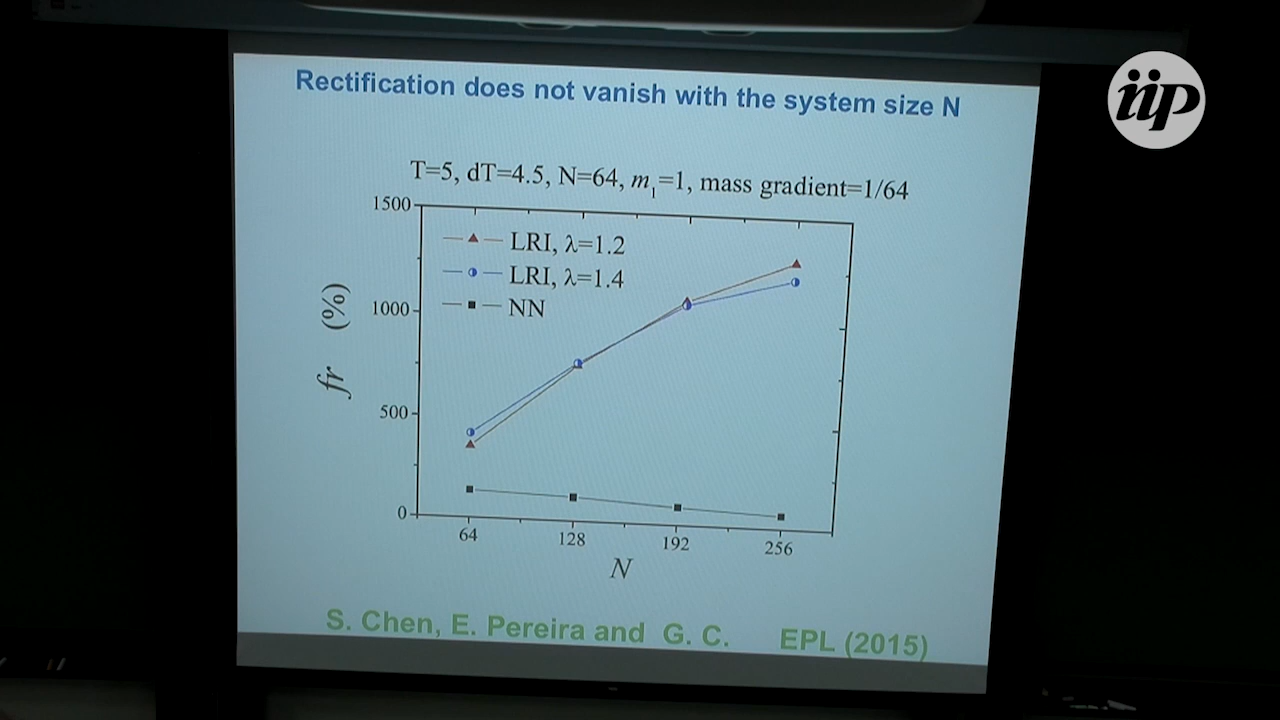 iip
Rectification does not vanish with the system size N
T=5, dT=4.5, N=64, m₁=1, mass gradient=1/64
1500
1000
500
0
fr (%)
LRI, λ=1.2
LRI, λ=1.4
NN
64 128 192 256
N
S. Chen, E. Pereira and G. C. EPL (2015)